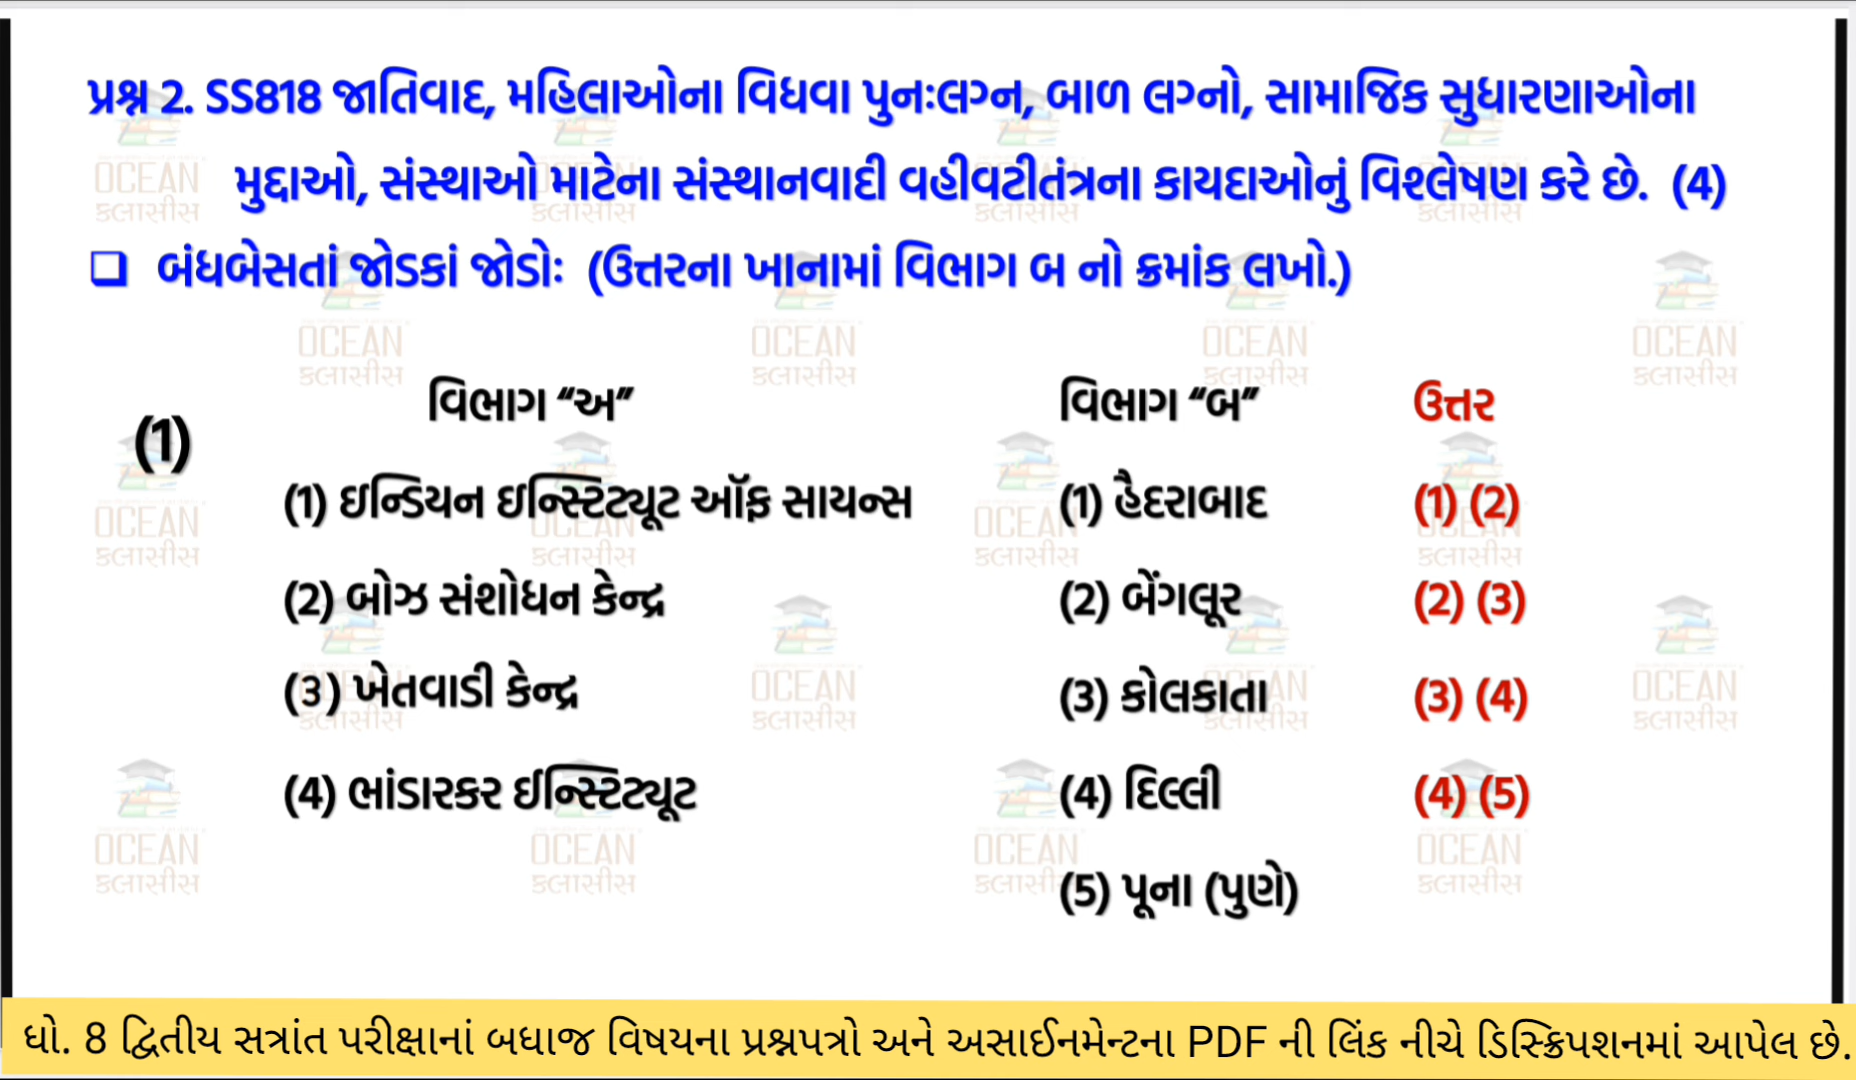 પ્રશ્ન 2. SS818 જાતિવાદ, મહિલાઓના વિધવા પુનઃલગ્ન, બાળ લગ્નો, સામાજિક સુધારણાઓના
મુદ્દાઓ, સંસ્થાઓ માટેના સંસ્થાનવાદી વહીવટીતંત્રના કાયદાઓનું વિશ્લેષણ કરે છે. (4)
❑ બંધબેસતાં જોડકાં જોડોઃ (ઉત્તરના ખાનામાં વિભાગ બ નો ક્રમાંક લખો.)
(1) વિભાગ “અ” વિભાગ “બ” ઉત્તર
(1) ઇન્ડિયન ઇન્સ્ટિટ્યૂટ ઑફ સાયન્સ (1) હૈદરાબાદ (1) (2)
(2) બોઝ સંશોધન કેન્દ્ર (2) બેંગલૂર (2) (3)
(3) ખેતવાડી કેન્દ્ર (3) કોલકાતા (3) (4)
(4) ભાંડારકર ઈન્સ્ટિટ્યૂટ (4) દિલ્લી (4) (5)
(5) પૂના (પુણે)
ધો. 8 દ્વિતીય સત્રાંત પરીક્ષાનાં બધાજ વિષયના પ્રશ્નપત્રો અને અસાઈનમેન્ટના PDF ની લિંક નીચે ડિસ્ક્રિપશનમાં આપેલ છે.
OCEAN
ક્લાસીસ